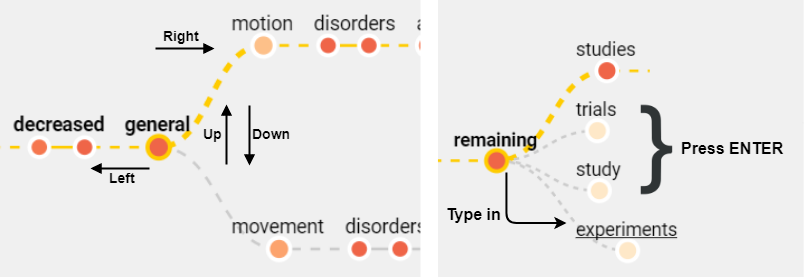 motion disorders
Right
decreased general
Up Down
Left
movement disorders
studies
trials
remaining
Press ENTER
study
Type in
experiments